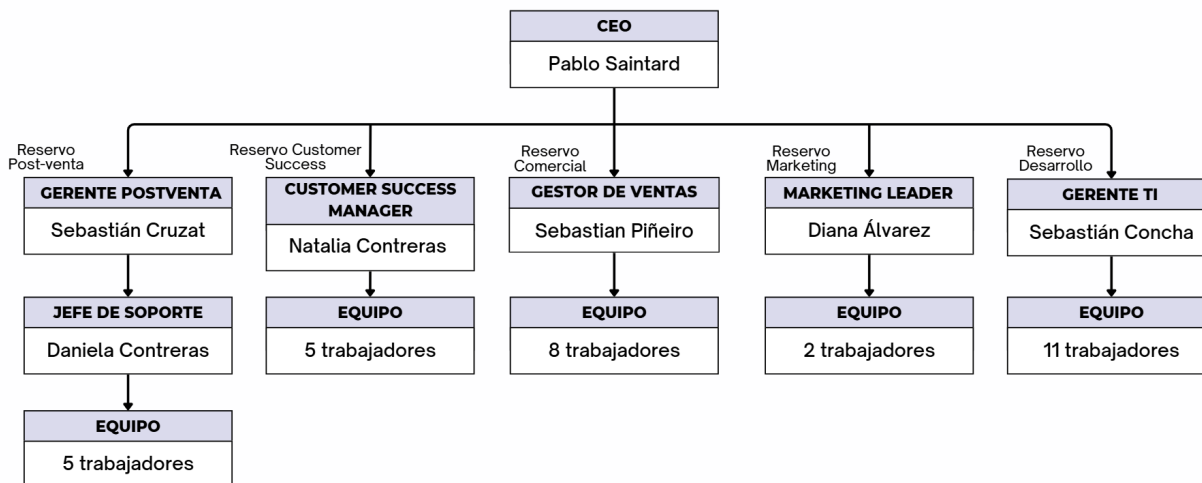 CEO
Pablo Saintard
Reservo
Post-venta
GERENTE POSTVENTA
Sebastián Cruzat
JEFE DE SOPORTE
Daniela Contreras
EQUIPO
5 trabajadores
Reservo Customer
Success
CUSTOMER SUCCESS
MANAGER
Natalia Contreras
EQUIPO
5 trabajadores
Reservo
Comercial
GESTOR DE VENTAS
Sebastian Piñeiro
EQUIPO
8 trabajadores
Reservo
Marketing
MARKETING LEADER
Diana Álvarez
EQUIPO
2 trabajadores
Reservo
Desarrollo
GERENTE TI
Sebastián Concha
EQUIPO
11 trabajadores